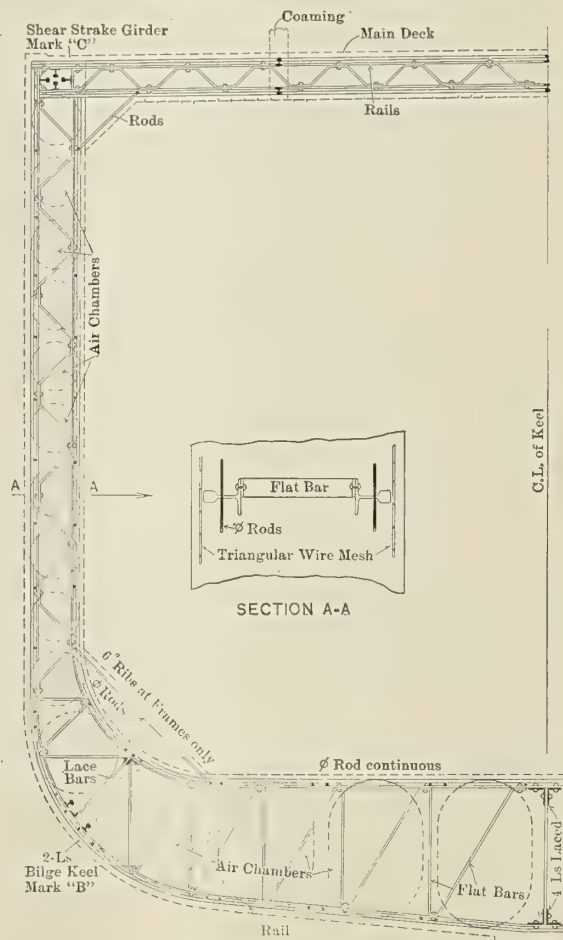 Coaming
Shear Strake Girder
Mark "C"
Main Deck
Rods
Rails
Air Chambers
C.L. of Keel
A
A
Flat Bar
Ø Rods
Triangular Wire Mesh
SECTION A-A
6" Ribs at Frames only
Ø Rods
Lace
Bars
Ø Rod continuous
2-Ls
Bilge Keel
Mark "B"
Air Chambers
Flat Bars
4 Ls Laced
Rail